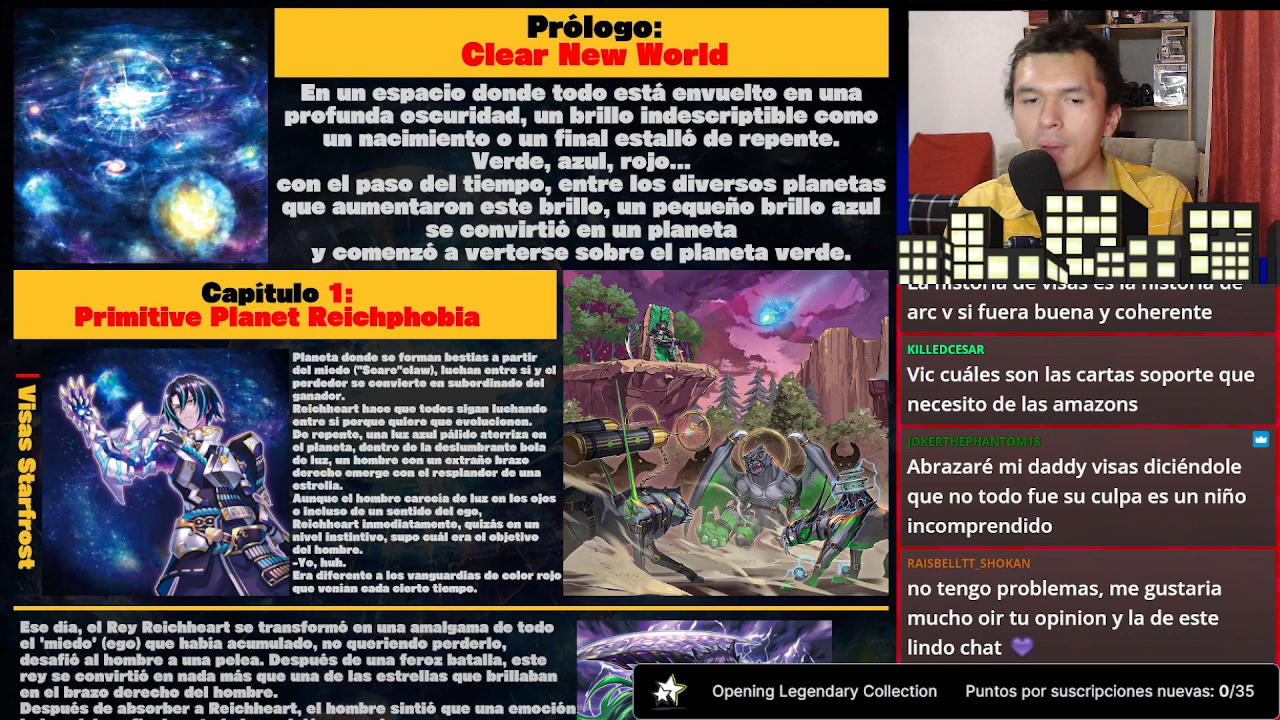 Prólogo:
Clear New World
En un espacio donde todo está envuelto en una
profunda oscuridad, un brillo indescriptible como
un nacimiento o un final estalló de repente.
Verde, azul, rojo...
con el paso del tiempo, entre los diversos planetas
que aumentaron este brillo, un pequeño brillo azul
se convirtió en un planeta
y comenzó a verterse sobre el planeta verde.
Capítulo 1:
Primitive Planet Reichphobia
Visas Starfrost
Planeta donde se forman bestias a partir
del miedo ("Scare"claw), luchan entre sí y el
perdedor se convierte en subordinado del
ganador.
Reichheart hace que todos sigan luchando
entre sí porque quiere que evolucionen.
De repente, una luz azul pálido aterriza en
el planeta, dentro de la deslumbrante bola
de luz, un hombre con un extraño brazo
derecho emerge con el resplandor de una
estrella.
Aunque el hombre carecía de luz en los ojos
o incluso de un sentido del ego,
Reichheart inmediatamente, quizás en un
nivel instintivo, supo cuál era el objetivo
del hombre.
-Yo, huh.
Era diferente a los vanguardias de color rojo
que venían cada cierto tiempo.
Ese día, el Rey Reichheart se transformó en una amalgama de todo
el 'miedo' (ego) que había acumulado, no queriendo perderlo,
desafió al hombre a una pelea. Después de una feroz batalla, este
rey se convirtió en nada más que una de las estrellas que brillaban
en el brazo derecho del hombre.
Después de absorber a Reichheart, el hombre sintió que una emoción
La historia de visas es la historia de
arc v si fuera buena y coherente
KILLEDCESAR
Vic cuáles son las cartas soporte que
necesito de las amazons
JOKERTHEPHANTOM18
Abrazaré mi daddy visas diciéndole
que no todo fue su culpa es un niño
incomprendido
RAISBELLTT_SHOKAN
no tengo problemas, me gustaria
mucho oir tu opinion y la de este
lindo chat
Opening Legendary Collection
Puntos por suscripciones nuevas: 0/35